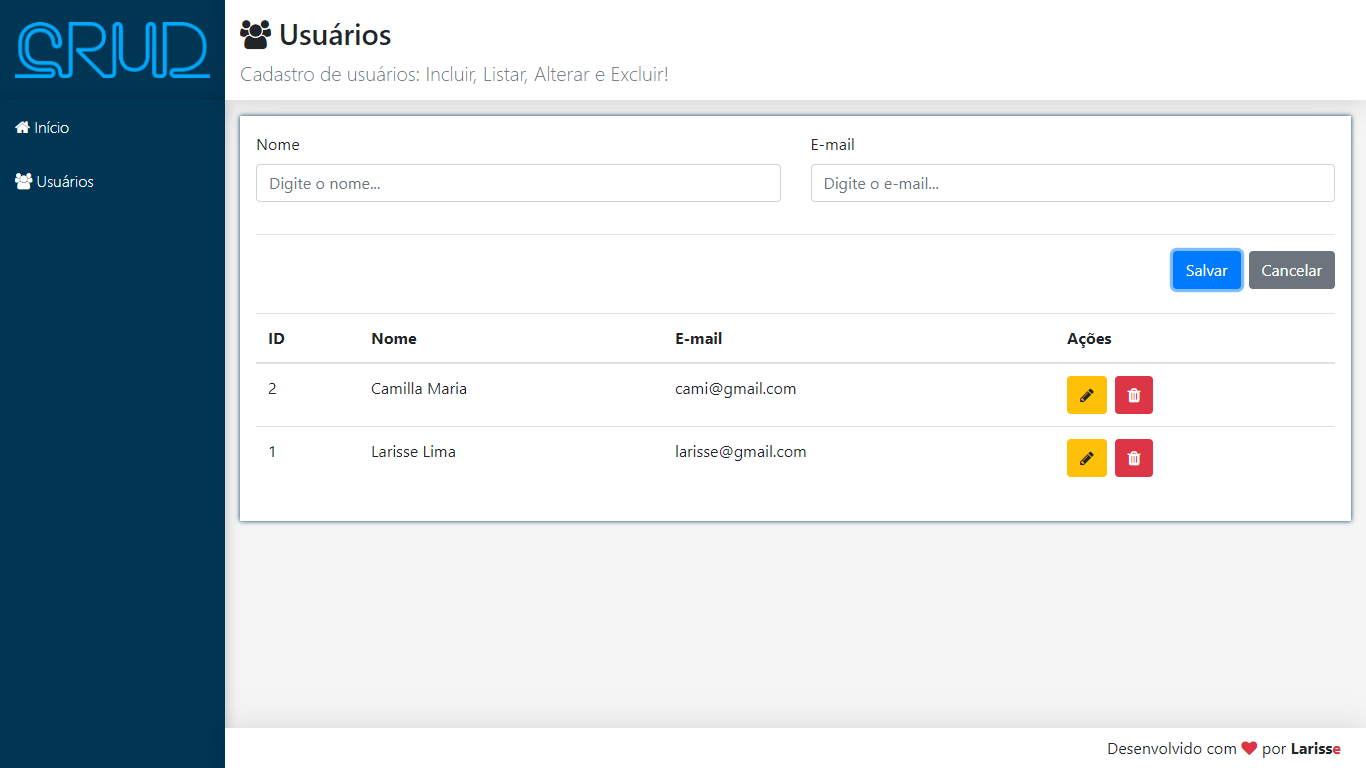 CRUD
Início
Usuários
Usuários
Cadastro de usuários: Incluir, Listar, Alterar e Excluir!
Nome E-mail
Digite o nome... Digite o e-mail...
Salvar Cancelar
ID Nome E-mail Ações
2 Camilla Maria cami@gmail.com
1 Larisse Lima larisse@gmail.com
Desenvolvido com por Larisse